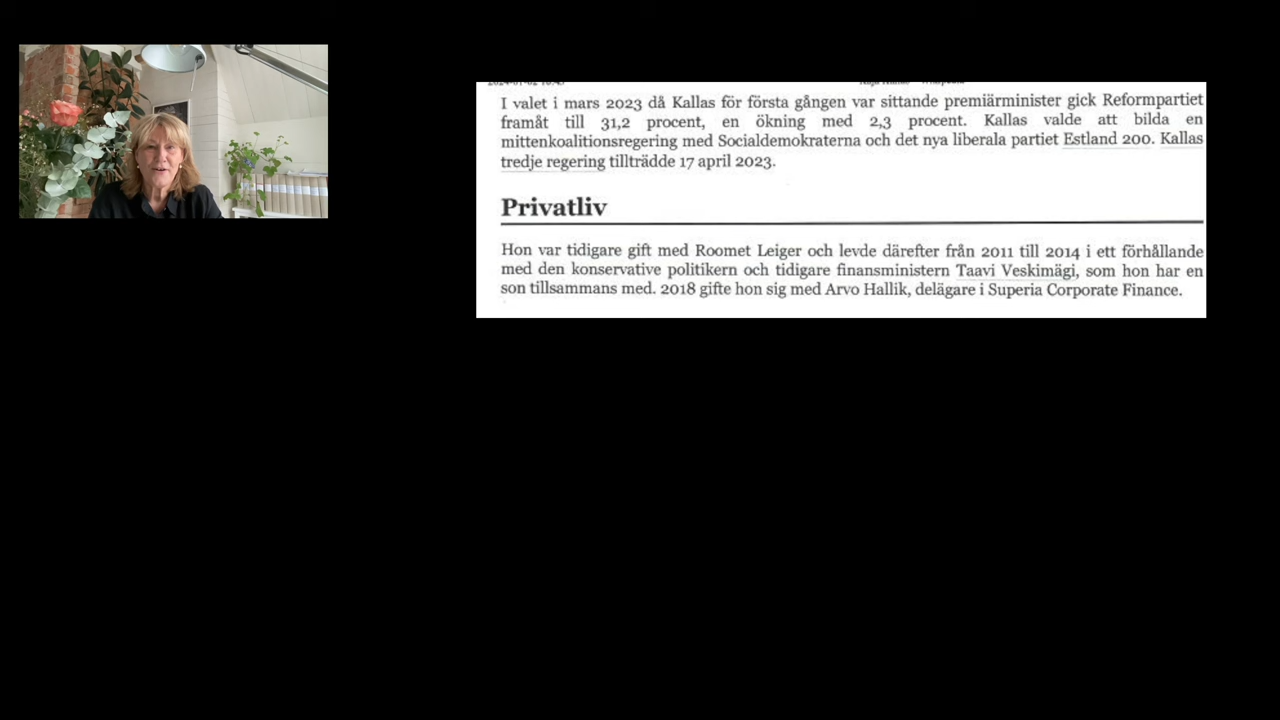 I valet i mars 2023 då Kallas för första gången var sittande premiärminister gick Reformpartiet
framåt till 31,2 procent, en ökning med 2,3 procent. Kallas valde att bilda en
mittenkoalitionsregering med Socialdemokraterna och det nya liberala partiet Estland 200. Kallas
tredje regering tillträdde 17 april 2023.
Privatliv
Hon var tidigare gift med Roomet Leiger och levde därefter från 2011 till 2014 i ett förhållande
med den konservative politikern och tidigare finansministern Taavi Veskimägi, som hon har en
son tillsammans med. 2018 gifte hon sig med Arvo Hallik, delägare i Superia Corporate Finance.